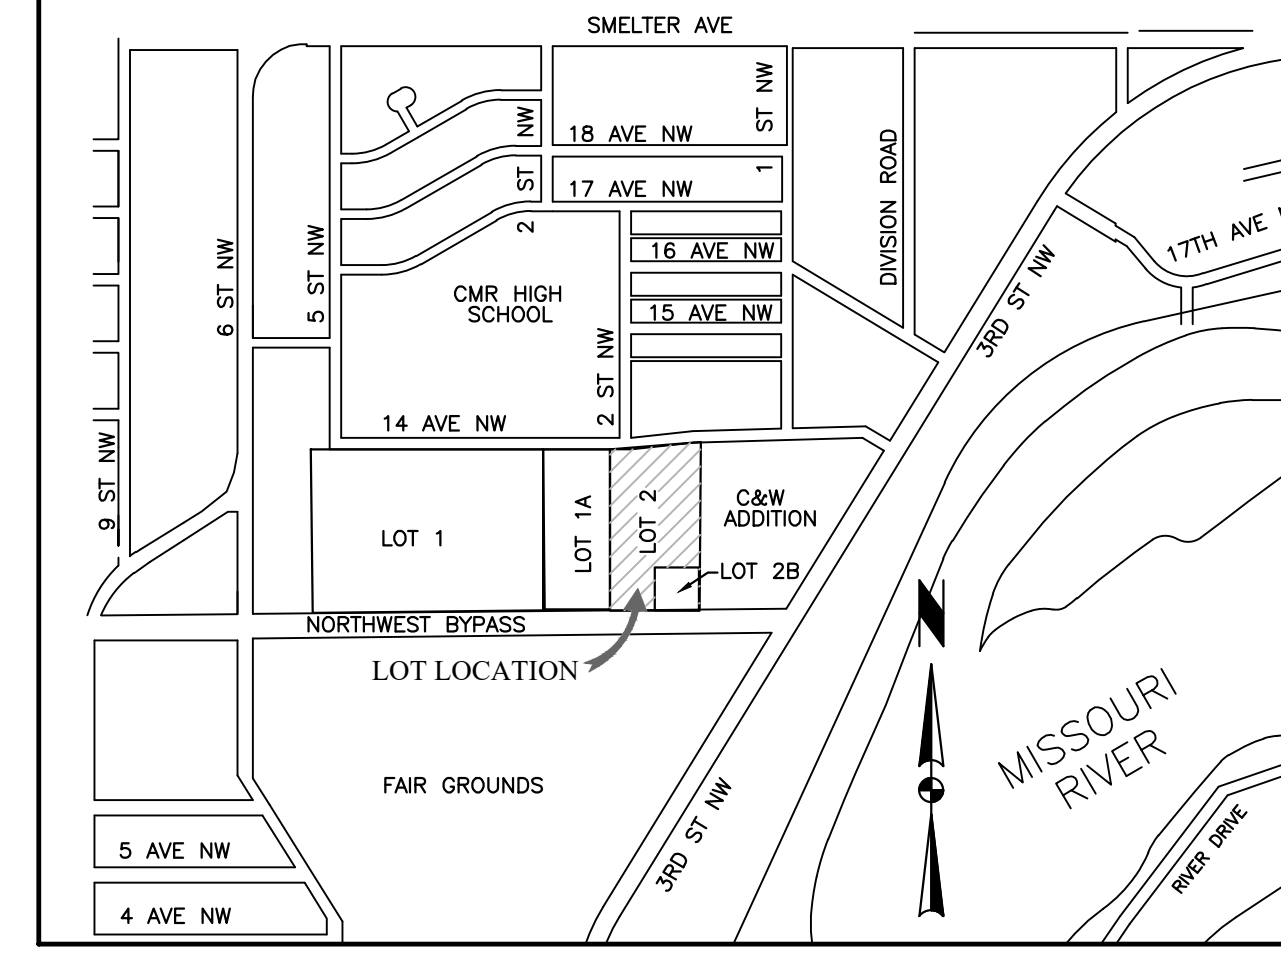 SMELTER AVE
ST NW
1
18 AVE NW
17 AVE NW
NW
ST
2
DIVISION ROAD
17TH AVE
6 ST NW
5 ST NW
16 AVE NW
15 AVE NW
CMR HIGH
SCHOOL
3RD ST NW
2 ST NW
14 AVE NW
9 ST NW
LOT 1
LOT 1A
LOT 2
C&W
ADDITION
LOT 2B
N
NORTHWEST BYPASS
LOT LOCATION
MISSOURI
RIVER
FAIR GROUNDS
3RD ST NW
RIVER DRIVE
5 AVE NW
4 AVE NW